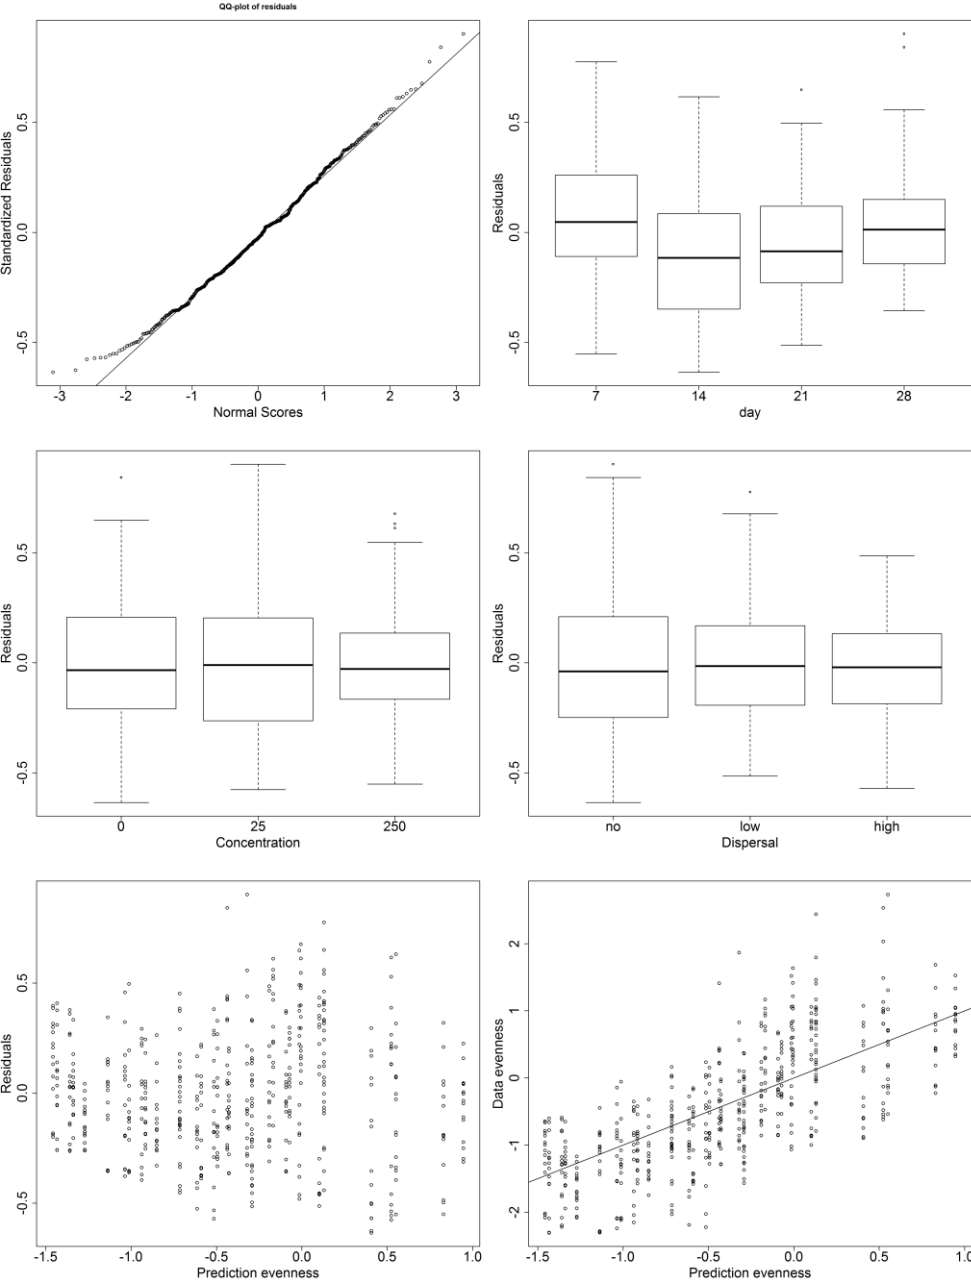 QQ-plot of residuals
Standardized Residuals
0.5
0.0
-0.5
-3 -2 -1 0 1 2 3
Normal Scores
Residuals
0.5
0.0
-0.5
7 14 21 28
day
Residuals
0.5
0.0
-0.5
0 25 250
Concentration
Residuals
0.5
0.0
-0.5
no low high
Dispersal
Residuals
0.5
0.0
-0.5
-1.5 -1.0 -0.5 0.0 0.5 1.0
Prediction evenness
Data evenness
2
1
0
-1
-2
-1.5 -1.0 -0.5 0.0 0.5 1.0
Prediction evenness